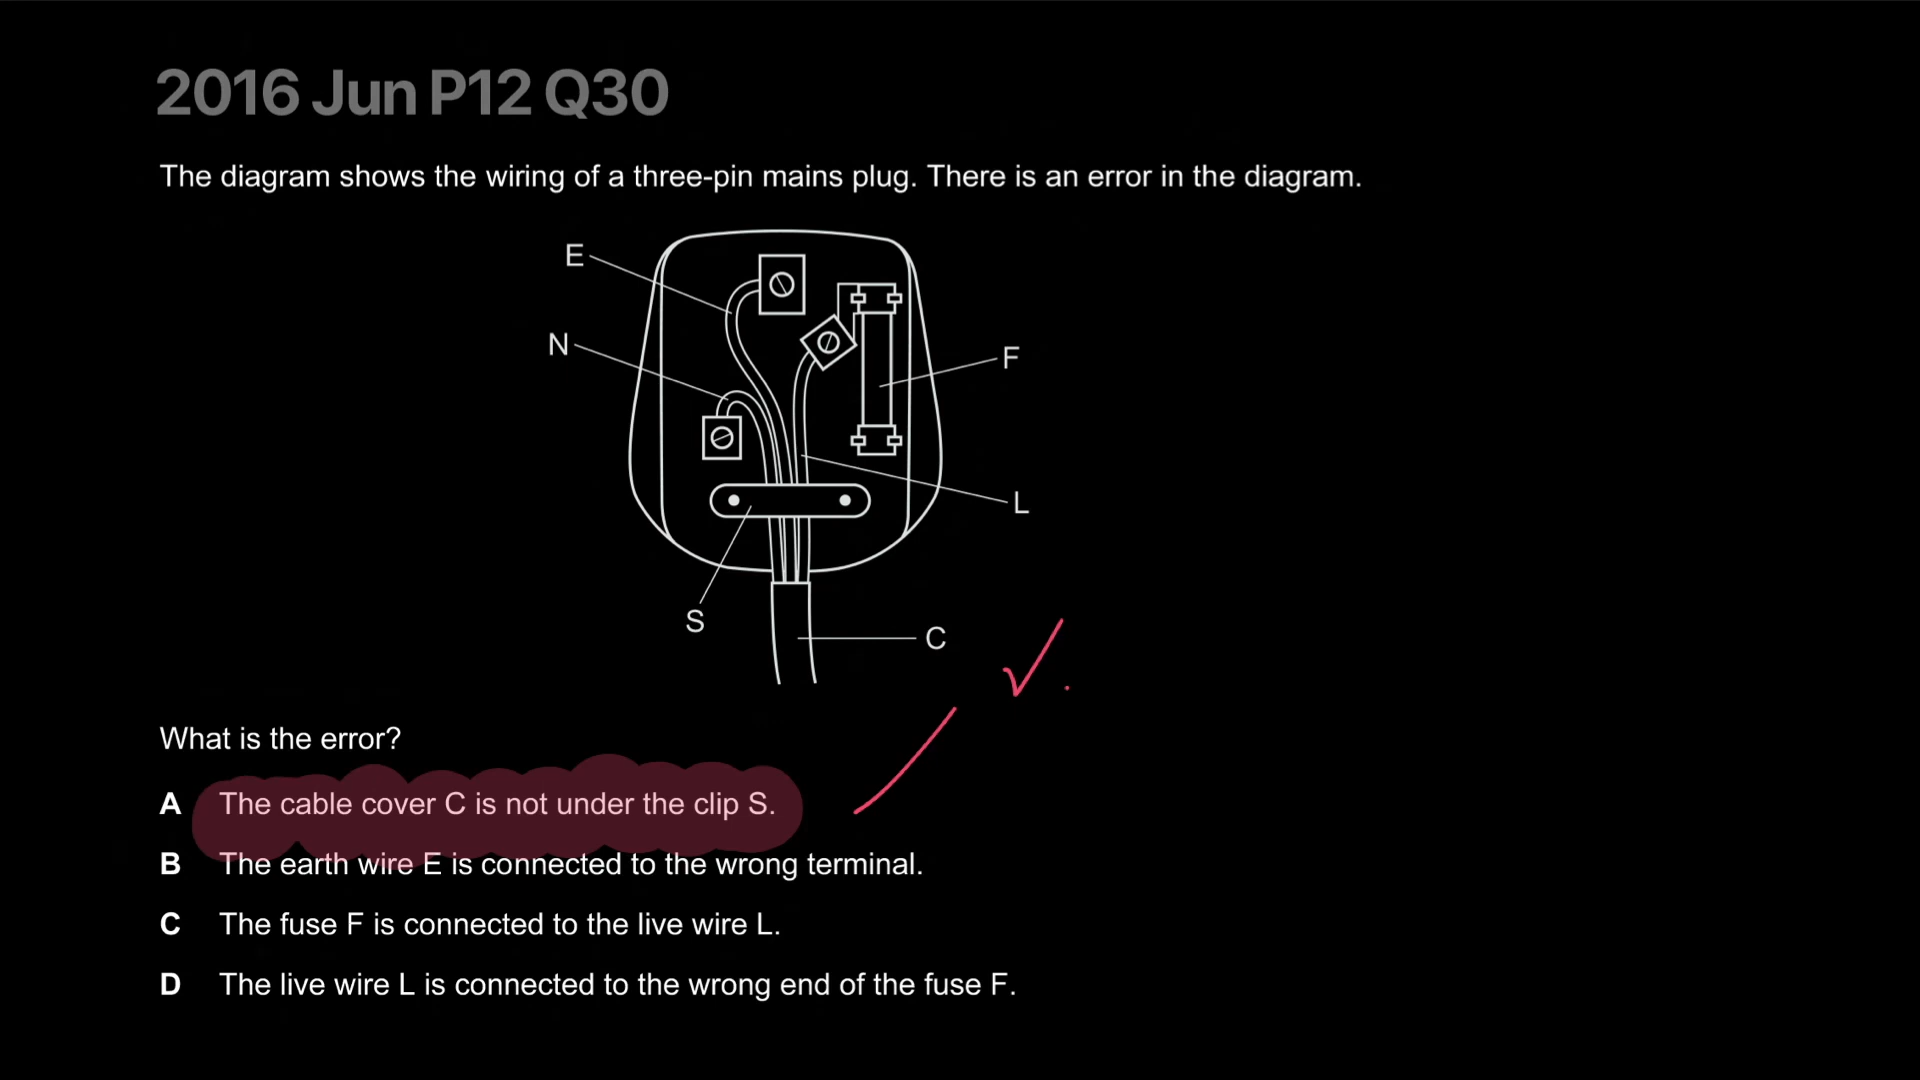 2016 Jun P12 Q30
The diagram shows the wiring of a three-pin mains plug. There is an error in the diagram.
E
N
F
L
S
C
What is the error?
A The cable cover C is not under the clip S.
B The earth wire E is connected to the wrong terminal.
C The fuse F is connected to the live wire L.
D The live wire L is connected to the wrong end of the fuse F.